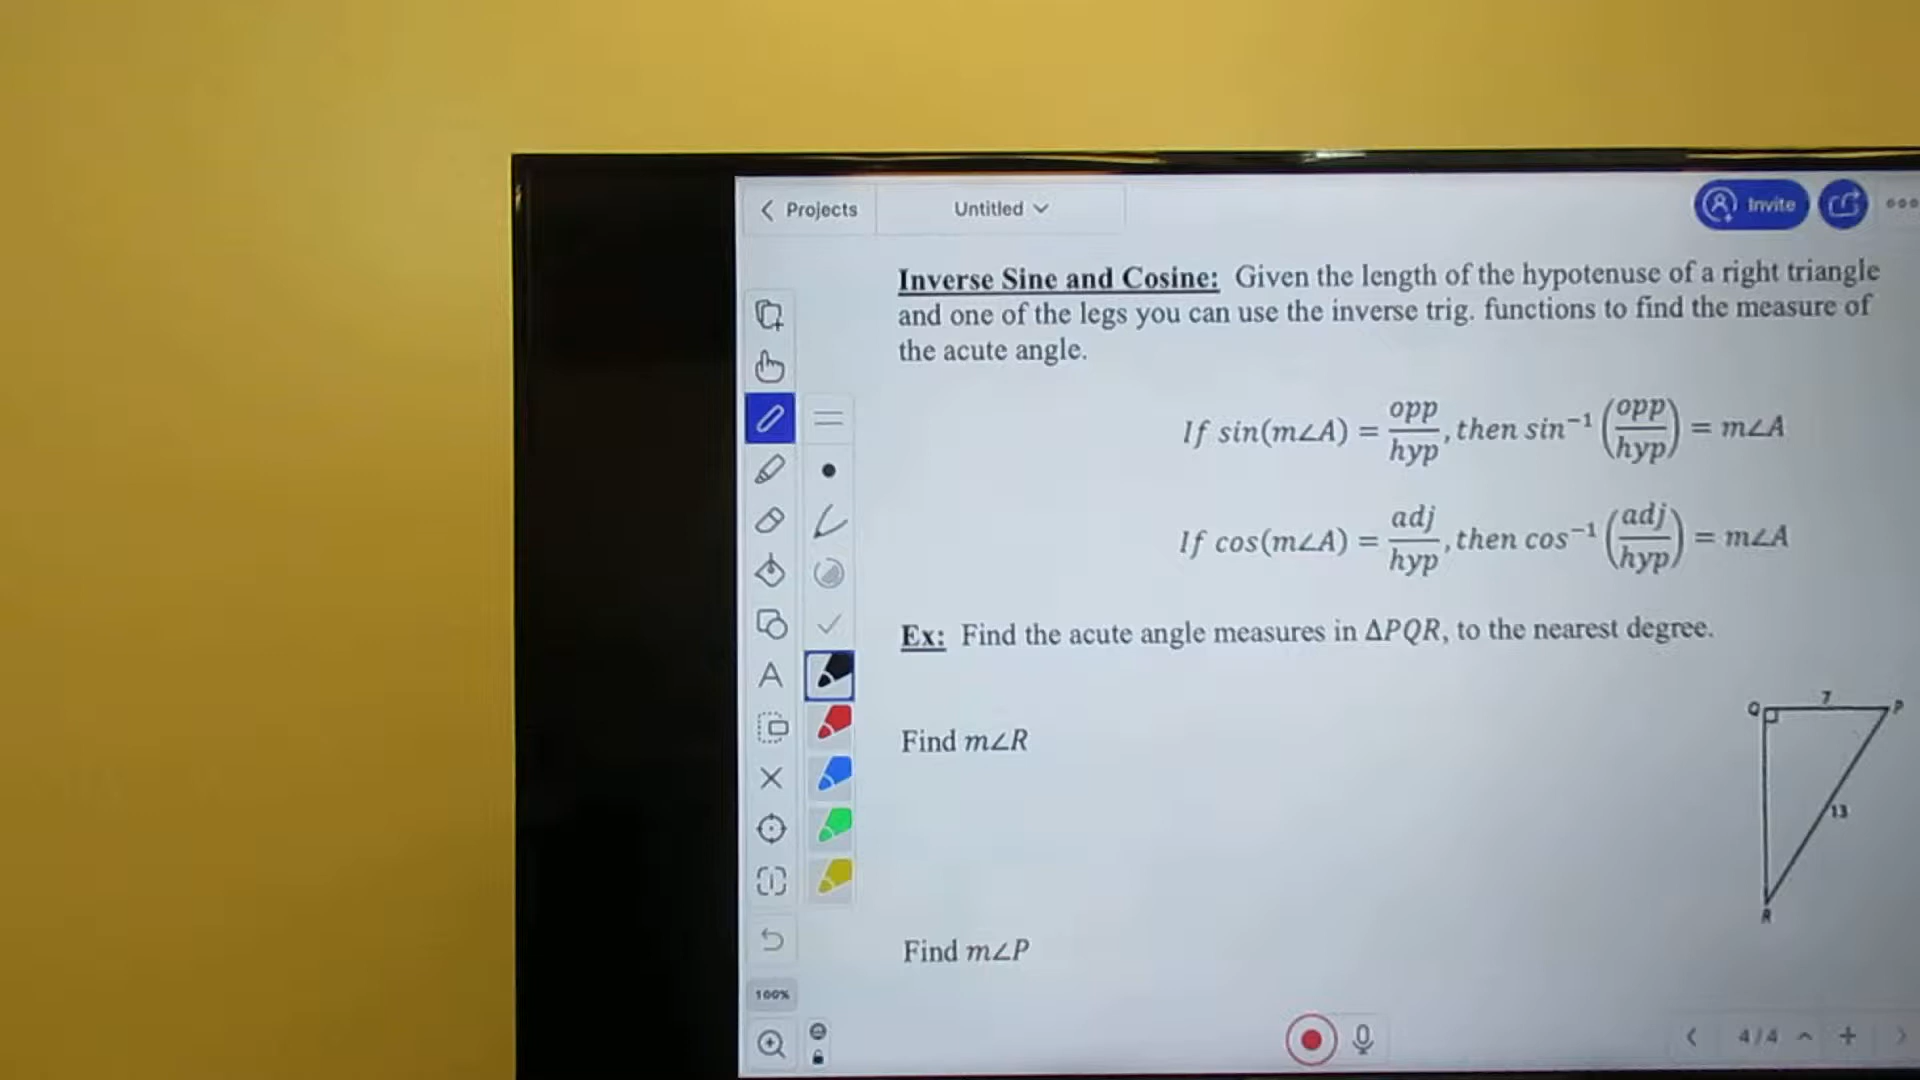 Projects
Untitled
Invite
Inverse Sine and Cosine: Given the length of the hypotenuse of a right triangle
and one of the legs you can use the inverse trig. functions to find the measure of
the acute angle.
If sin(m∠A) = opp/hyp, then sin⁻¹(opp/hyp) = m∠A
If cos(m∠A) = adj/hyp, then cos⁻¹(adj/hyp) = m∠A
Ex: Find the acute angle measures in ΔPQR, to the nearest degree.
Q 7 P
Find m∠R
13
R
Find m∠P
100%
4/4